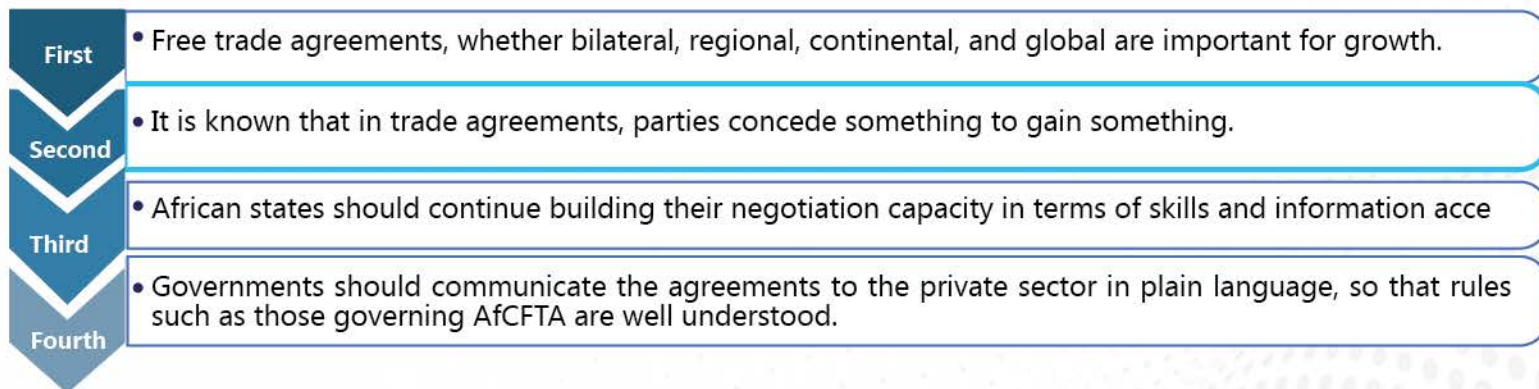 First
• Free trade agreements, whether bilateral, regional, continental, and global are important for growth.
Second
• It is known that in trade agreements, parties concede something to gain something.
Third
• African states should continue building their negotiation capacity in terms of skills and information acce
Fourth
• Governments should communicate the agreements to the private sector in plain language, so that rules
such as those governing AfCFTA are well understood.